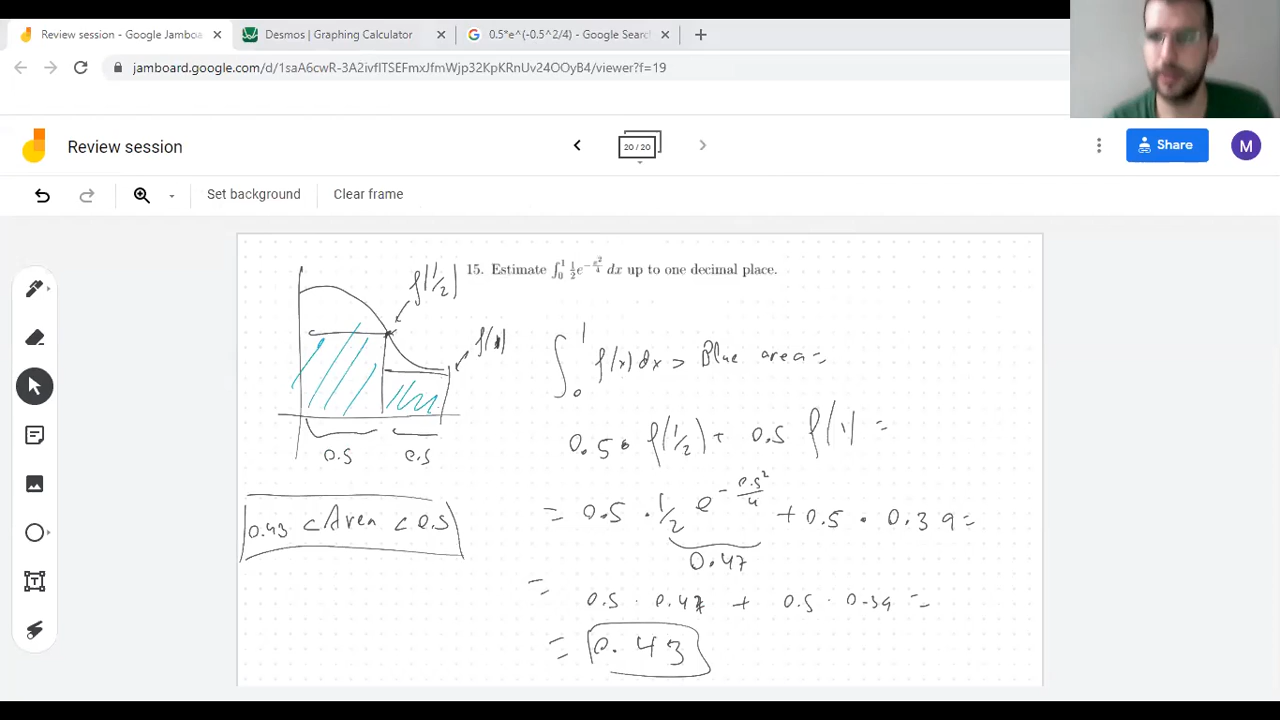 Review session - Google Jamboa
Desmos | Graphing Calculator
0.5*e^(-0.5^2/4) - Google Searc
jamboard.google.com/d/1saA6cwR-3A2ivflTSEFmxJfmWjp32KpKRnUv24OOyB4/viewer?f=19
Review session
20 / 20
Share
M
Set background
Clear frame
15. Estimate ∫₀¹ ½e^{-x²/4} dx up to one decimal place.
f(1/2)
f(1)
∫₀¹ f(x)dx > Blue area =
0.5 • f(1/2) + 0.5 f(1) =
0.5 0.5
= 0.5 · 1/2 e^{-0.5²/4} + 0.5 · 0.39 =
0.43 < Area < 0.5
0.47
= 0.5 · 0.47 + 0.5 · 0.39 =
= 0.43